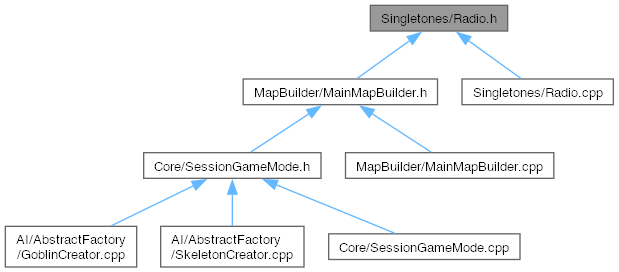 Singletones/Radio.h
MapBuilder/MainMapBuilder.h
Singletones/Radio.cpp
Core/SessionGameMode.h
MapBuilder/MainMapBuilder.cpp
AI/AbstractFactory
/GoblinCreator.cpp
AI/AbstractFactory
/SkeletonCreator.cpp
Core/SessionGameMode.cpp